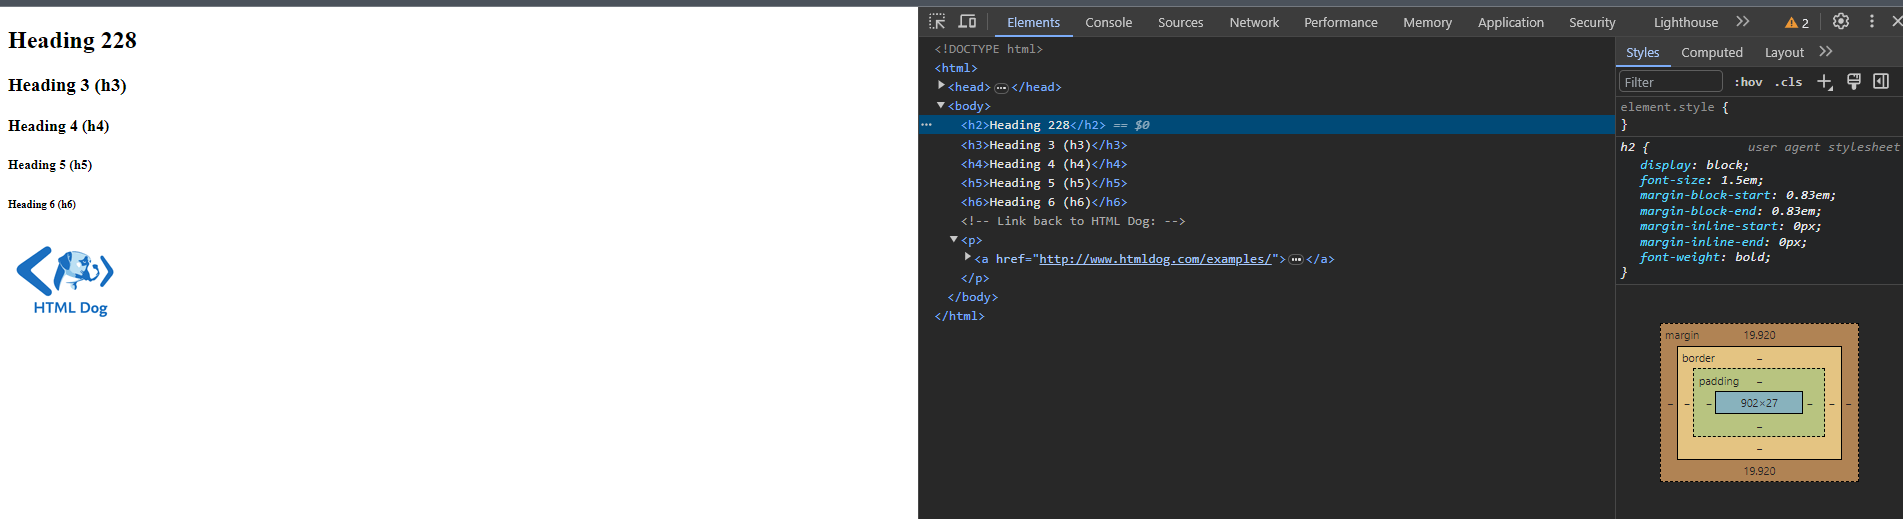 Heading 228
Heading 3 (h3)
Heading 4 (h4)
Heading 5 (h5)
Heading 6 (h6)
HTML Dog
Elements Console Sources Network Performance Memory Application Security Lighthouse 2
<!DOCTYPE html>
<html>
<head> … </head>
<body>
… <h2>Heading 228</h2> == $0
<h3>Heading 3 (h3)</h3>
<h4>Heading 4 (h4)</h4>
<h5>Heading 5 (h5)</h5>
<h6>Heading 6 (h6)</h6>
<!-- Link back to HTML Dog: -->
<p>
<a href="http://www.htmldog.com/examples/"> … </a>
</p>
</body>
</html>
Styles Computed Layout
Filter :hov .cls
element.style {
}
h2 { user agent stylesheet
display: block;
font-size: 1.5em;
margin-block-start: 0.83em;
margin-block-end: 0.83em;
margin-inline-start: 0px;
margin-inline-end: 0px;
font-weight: bold;
}
margin 19.920
border –
padding –
– – – 902×27 – – –
–
–
19.920